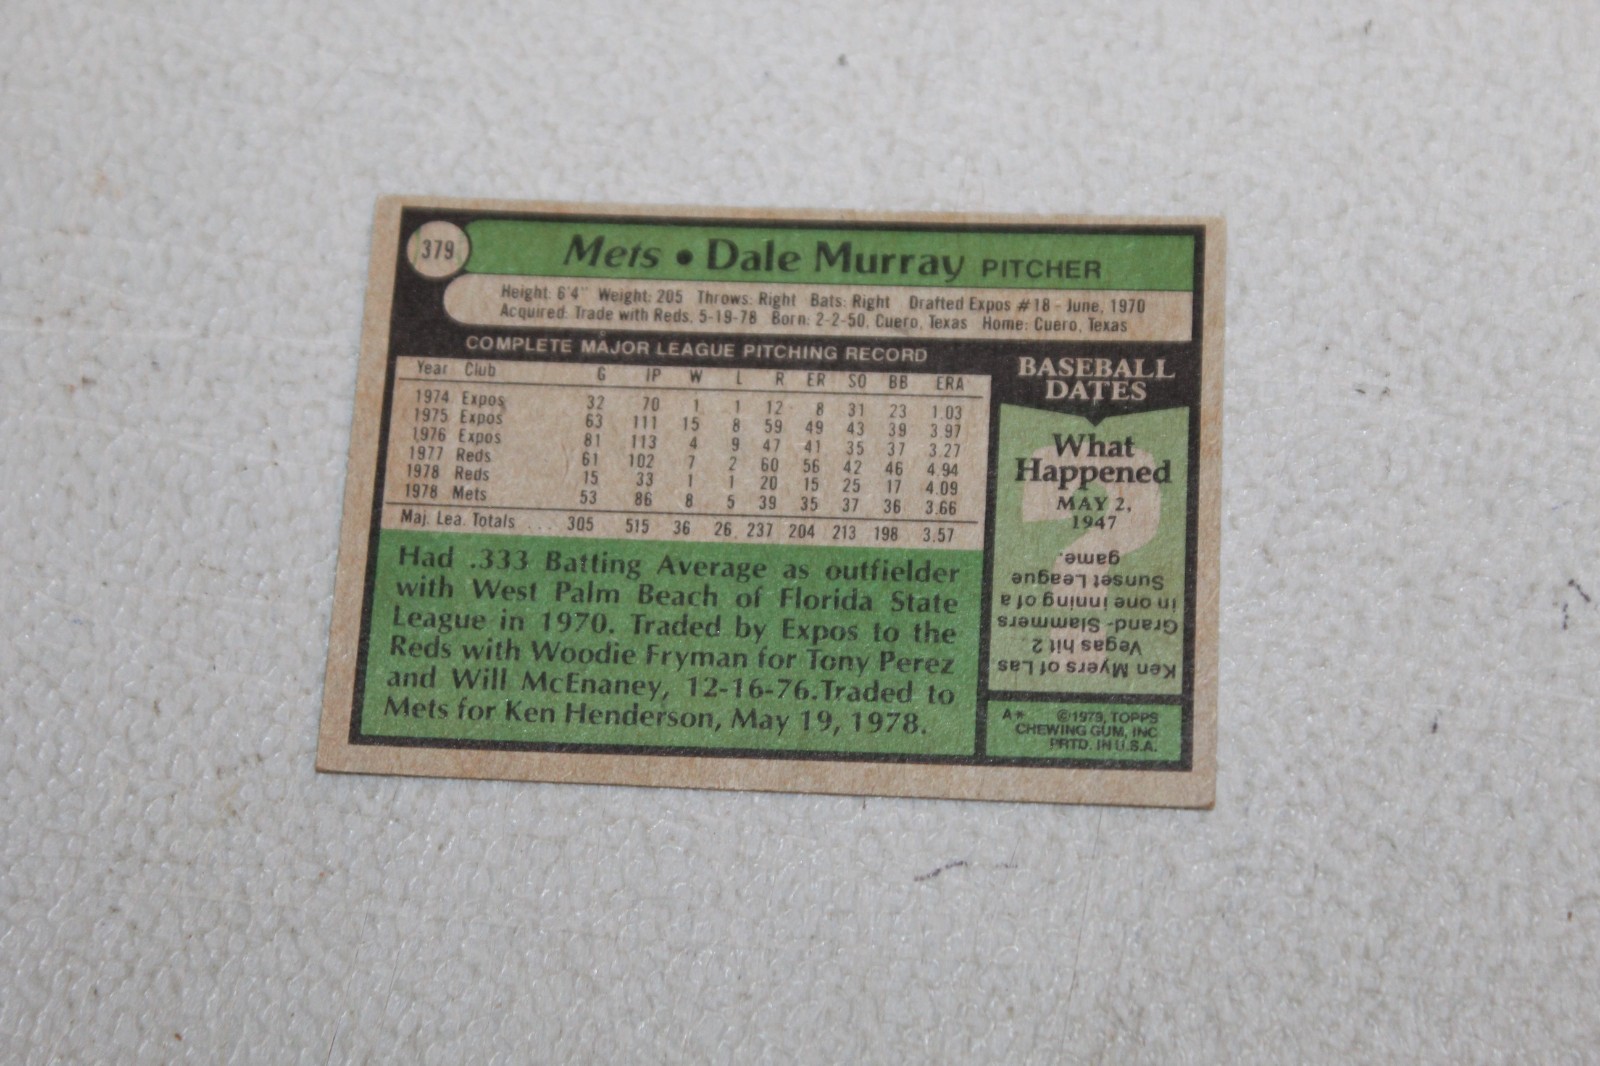 379
Mets • Dale Murray PITCHER
Height: 6'4" Weight: 205 Throws: Right Bats: Right Drafted Expos #18 - June, 1970
Acquired: Trade with Reds, 5-19-78 Born: 2-2-50, Cuero, Texas Home: Cuero, Texas
COMPLETE MAJOR LEAGUE PITCHING RECORD
Year Club G IP W L R ER SO BB ERA
1974 Expos 32 70 1 1 12 8 31 23 1.03
1975 Expos 63 111 15 8 59 49 43 39 3.97
1976 Expos 81 113 4 9 47 41 35 37 3.27
1977 Reds 61 102 7 2 60 56 42 46 4.94
1978 Reds 15 33 1 1 20 15 25 17 4.09
1978 Mets 53 86 8 5 39 35 37 36 3.66
Maj. Lea. Totals ... 305 515 36 26 237 204 213 198 3.57
Had .333 Batting Average as outfielder
with West Palm Beach of Florida State
League in 1970. Traded by Expos to the
Reds with Woodie Fryman for Tony Perez
and Will McEnaney, 12-16-76.Traded to
Mets for Ken Henderson, May 19, 1978.
BASEBALL
DATES
What
Happened
MAY 2,
1947
?
Ken Myers of Las
Vegas hit 2
Grand-Slammers
in one inning of a
Sunset League
game.
A* ©1979, TOPPS
CHEWING GUM, INC.
PRTD. IN U.S.A.